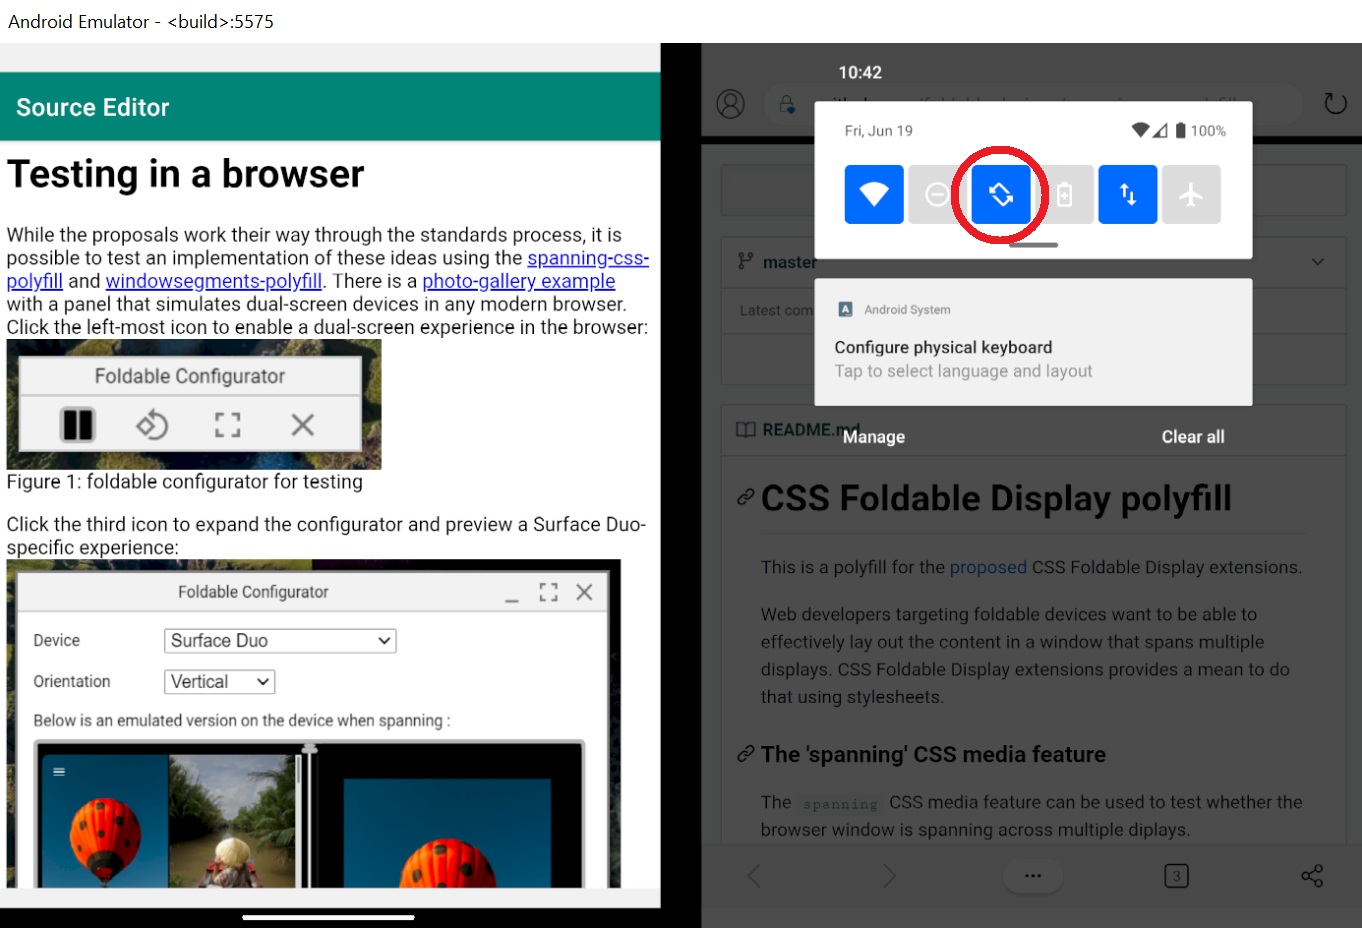 Android Emulator - <build>:5575
Source Editor
Testing in a browser
While the proposals work their way through the standards process, it is
possible to test an implementation of these ideas using the spanning-css-
polyfill and windowsegments-polyfill. There is a photo-gallery example
with a panel that simulates dual-screen devices in any modern browser.
Click the left-most icon to enable a dual-screen experience in the browser:
Foldable Configurator
Figure 1: foldable configurator for testing
Click the third icon to expand the configurator and preview a Surface Duo-
specific experience:
Foldable Configurator
Device
Surface Duo
Orientation
Vertical
Below is an emulated version on the device when spanning :
10:42
Fri, Jun 19
100%
master
Latest com
Android System
Configure physical keyboard
Tap to select language and layout
README.md
Manage
Clear all
CSS Foldable Display polyfill
This is a polyfill for the proposed CSS Foldable Display extensions.
Web developers targeting foldable devices want to be able to
effectively lay out the content in a window that spans multiple
displays. CSS Foldable Display extensions provides a mean to do
that using stylesheets.
The 'spanning' CSS media feature
The spanning CSS media feature can be used to test whether the
browser window is spanning across multiple diplays.
3